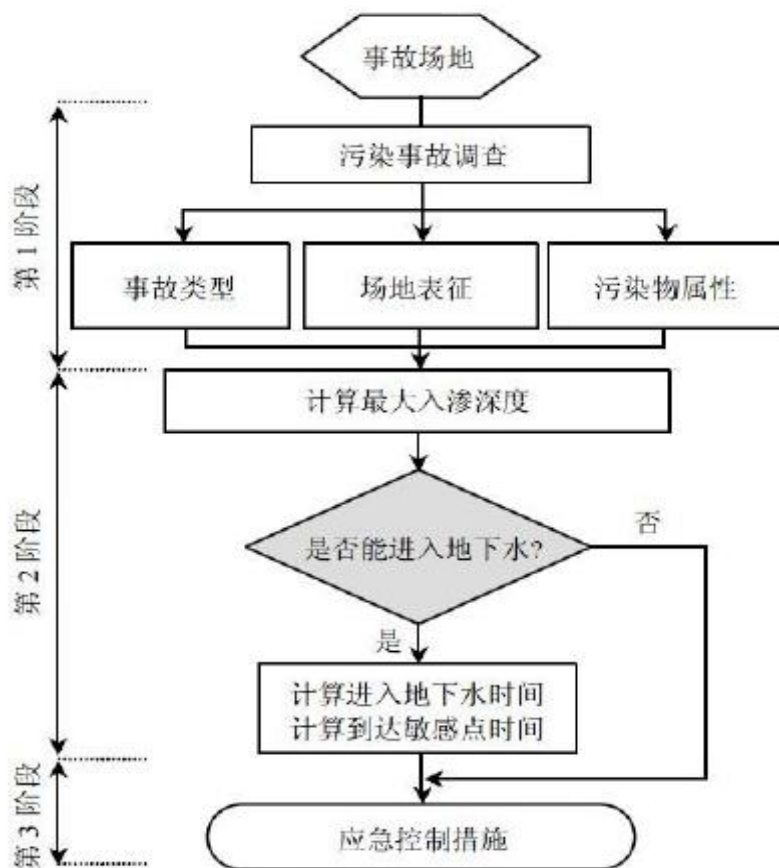 事故场地
污染事故调查
第1阶段
事故类型
场地表征
污染物属性
计算最大入渗深度
是否能进入地下水?
否
第2阶段
是
计算进入地下水时间
计算到达敏感点时间
第3阶段
应急控制措施